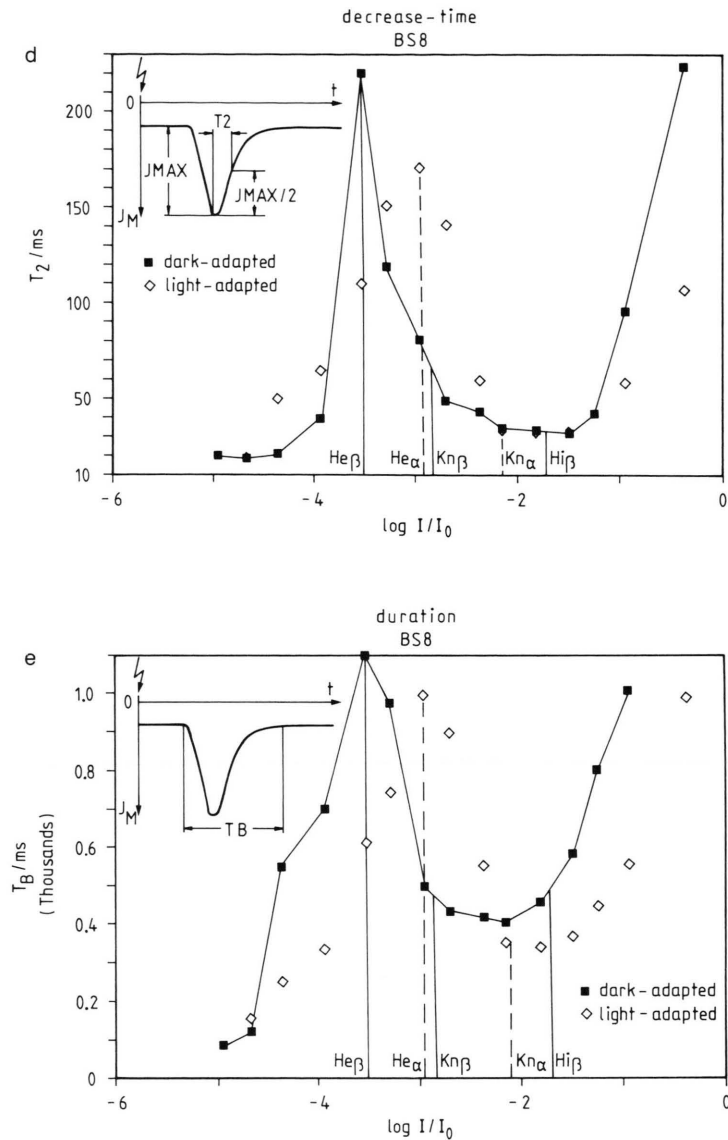 decrease-time
BS8
d
0
t
T2
JMAX
JMAX/2
JM
■ dark-adapted
◇ light-adapted
T2/ms
200
150
100
50
10
Heβ
Heα
Knβ
Knα
Hiβ
-6
-4
-2
0
log I/I0
duration
BS8
e
0
t
JM
TB
TB/ms
(Thousands)
1,0
0.8
0.6
0.4
0.2
0
■ dark-adapted
◇ light-adapted
Heβ
Heα
Knβ
Knα
Hiβ
-6
-4
-2
0
log I/I0